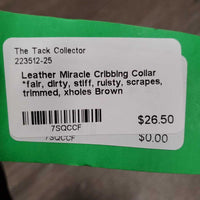 The Tack Collector
223512-25
Leather Miracle Cribbing Collar
*fair, dirty, stiff, ruisty, scrapes,
trimmed, xholes Brown
$26.50
7SQCCF
$0.00
7SQCCF